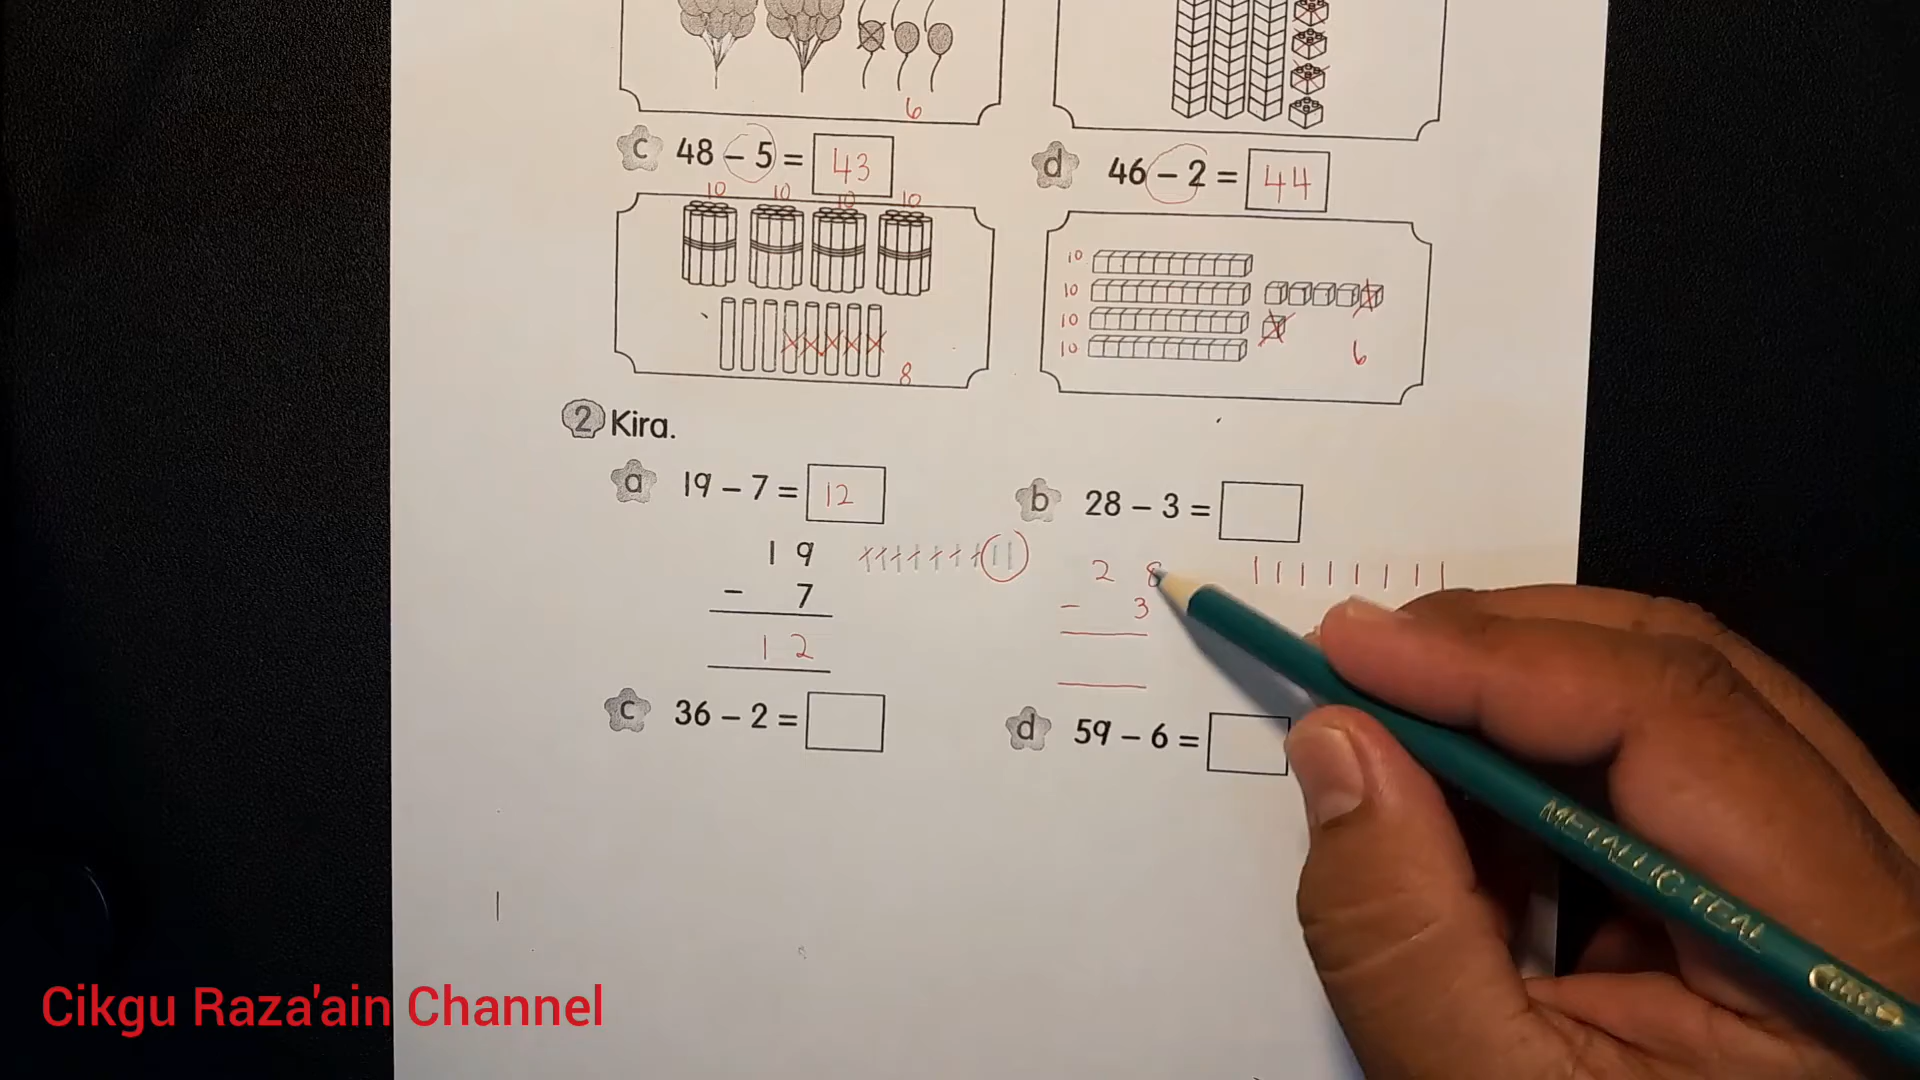 6
c 48 – 5 = 43
d 46 – 2 = 44
10 10 10 10
8
10
10
10
10
6
2 Kira.
a 19 – 7 = 12
b 28 – 3 =
1 9
– 7
1 2
2 8
– 3
c 36 – 2 =
d 59 – 6 =
METALLIC TEAL
Cikgu Raza'ain Channel